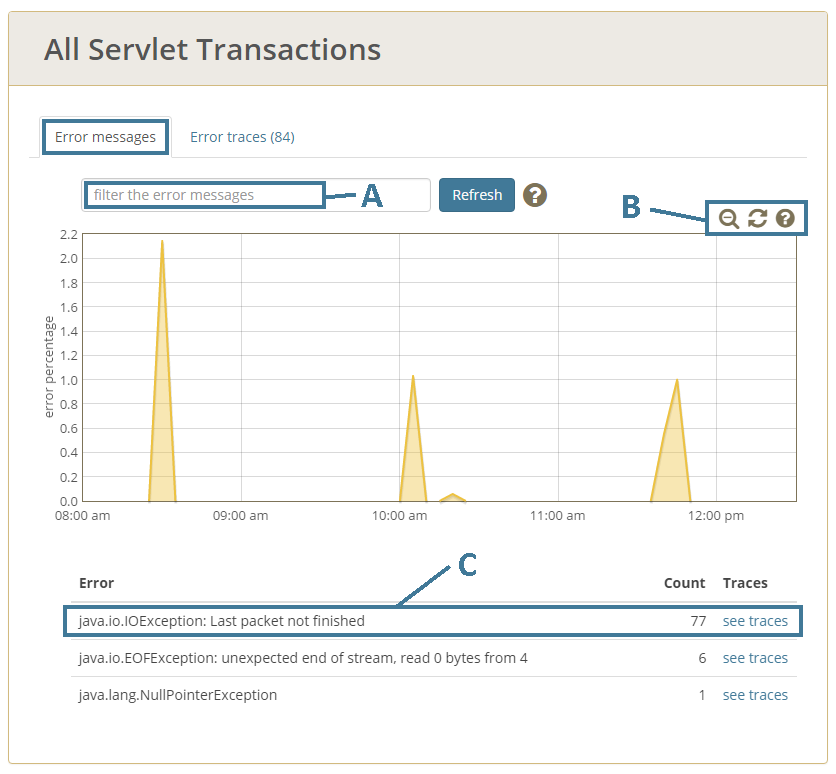 All Servlet Transactions
Error messages Error traces (84)
filter the error messages A Refresh ?
B ?
2.2
2.0
1.8
1.6
1.4
1.2
1.0
0.8
0.6
0.4
0.2
0.0
error percentage
08:00 am 09:00 am 10:00 am 11:00 am 12:00 pm
C
Error Count Traces
java.io.IOException: Last packet not finished 77 see traces
java.io.EOFException: unexpected end of stream, read 0 bytes from 4 6 see traces
java.lang.NullPointerException 1 see traces